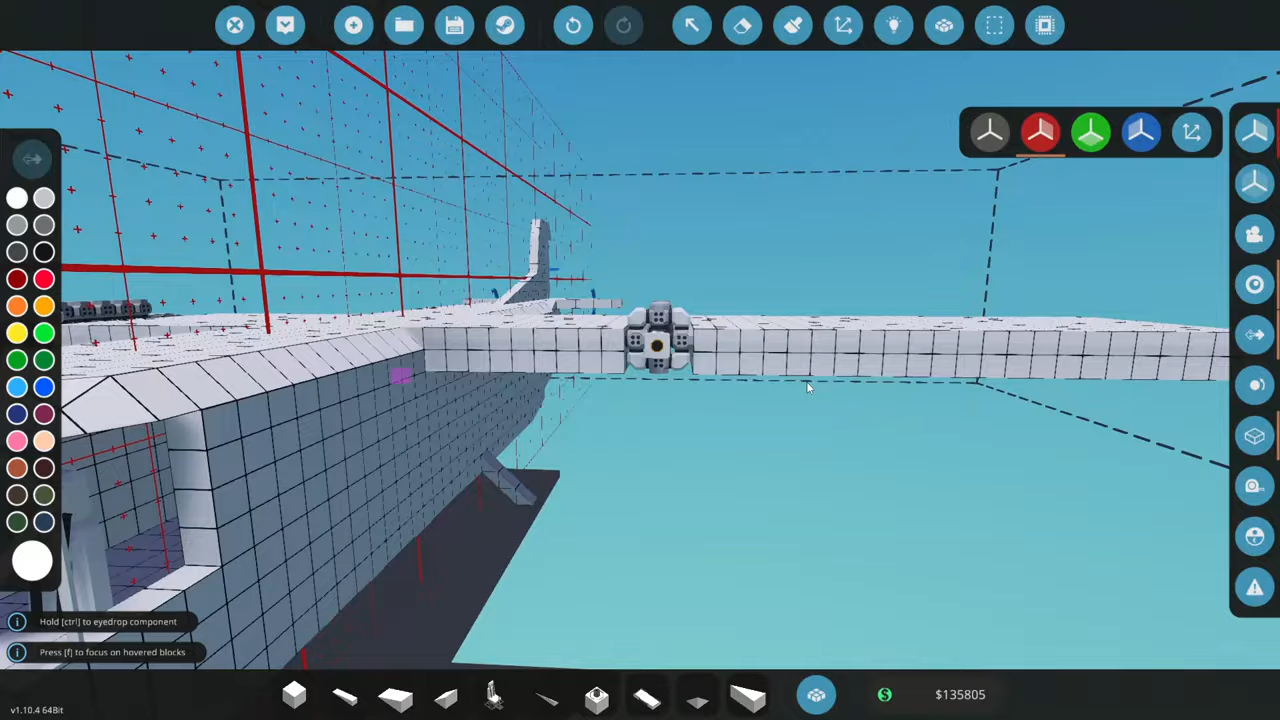 Hold [ctrl] to eyedrop component
Press [f] to focus on hovered blocks
v1.10.4 64Bit
$
$135805